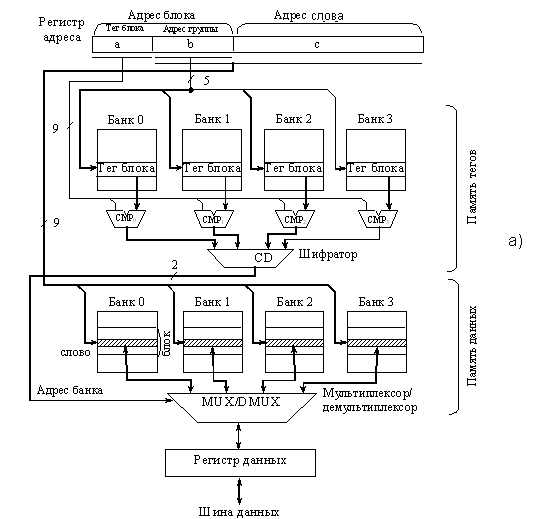 Адрес блока
Адрес слова
Регистр адреса
Тег блока
Адрес группы
a
b
c
5
9
Банк 0
Банк 1
Банк 2
Банк 3
Тег блока
Тег блока
Тег блока
Тег блока
CMP
CMP
CMP
CMP
CD
Шифратор
Память тегов
а)
9
2
Банк 0
Банк 1
Банк 2
Банк 3
слово
блок
Память данных
Адрес банка
MUX/DMUX
Мультиплексор/
демультиплексор
Регистр данных
Шина данных